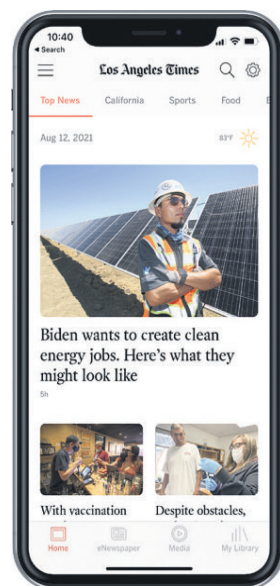 10:40
◀ Search
Los Angeles Times
Top News California Sports Food
Aug 12, 2021 83°F
Biden wants to create clean
energy jobs. Here's what they
might look like
5h
With vaccination
Despite obstacles,
Home eNewspaper Media My Library